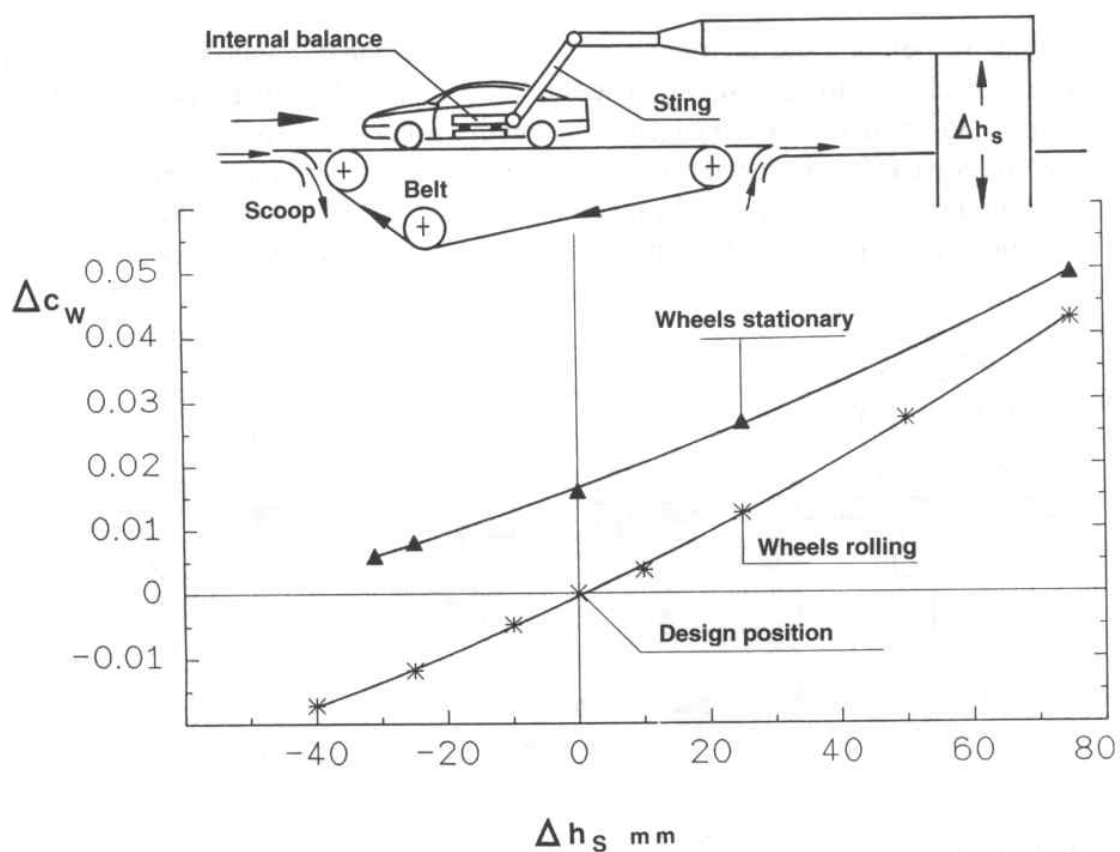 Internal balance
Sting
Δhs
Belt
Scoop
Δcw
0.05
0.04
0.03
0.02
0.01
0
-0.01
Wheels stationary
Wheels rolling
Design position
-40 -20 0 20 40 60 80
Δhs mm